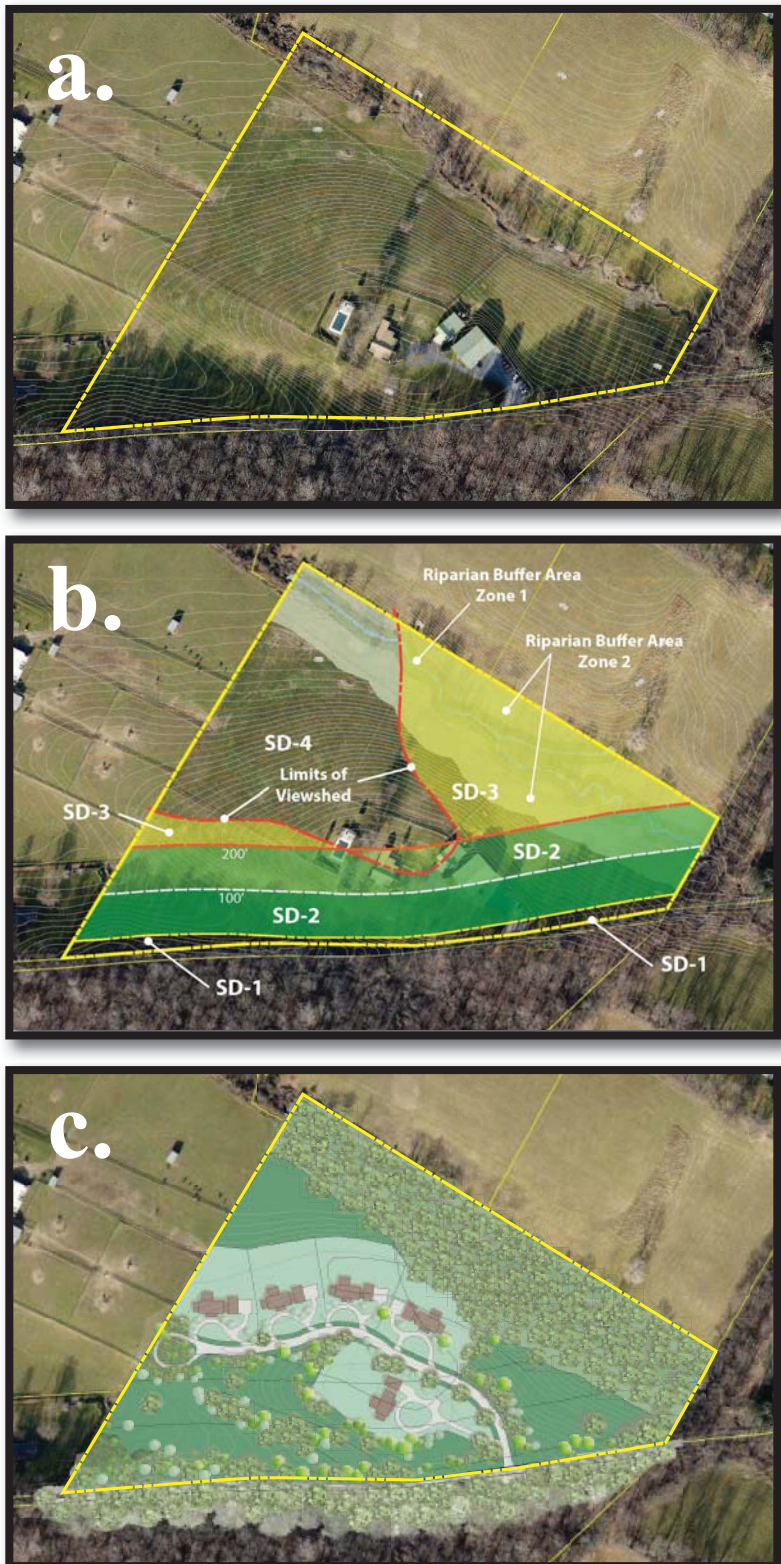 a.
b.
Riparian Buffer Area
Zone 1
Riparian Buffer Area
Zone 2
SD-4
Limits of
Viewshed
SD-3
SD-3
200'
SD-2
100'
SD-2
SD-1
SD-1
c.